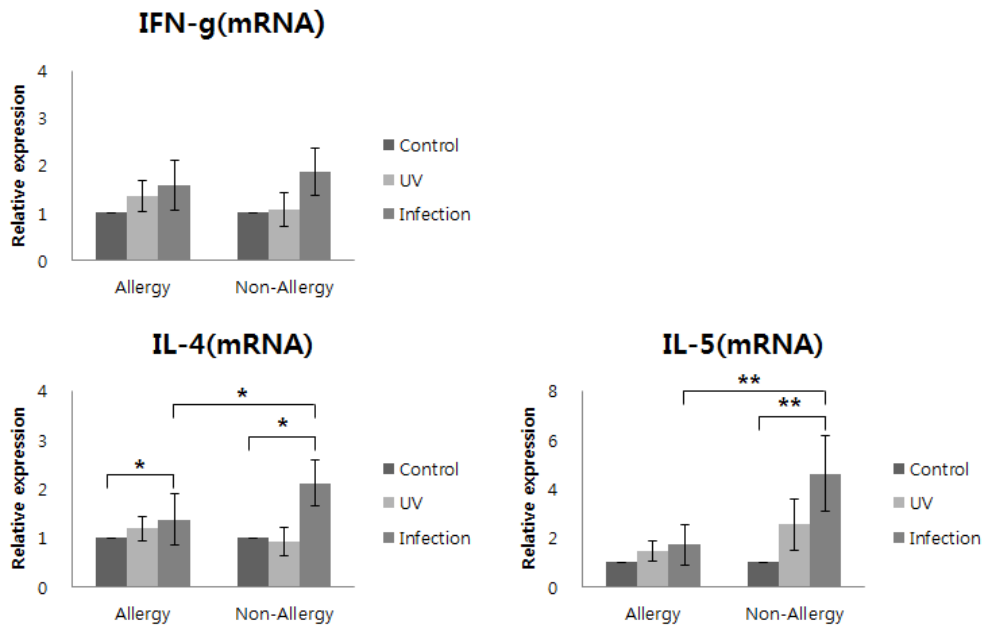 IFN-g(mRNA)
Relative expression
4
3
2
1
0
Allergy
Non-Allergy
Control
UV
Infection
IL-4(mRNA)
Relative expression
4
3
2
1
0
*
*
*
Allergy
Non-Allergy
Control
UV
Infection
IL-5(mRNA)
Relative expression
8
6
4
2
0
**
**
Allergy
Non-Allergy
Control
UV
Infection